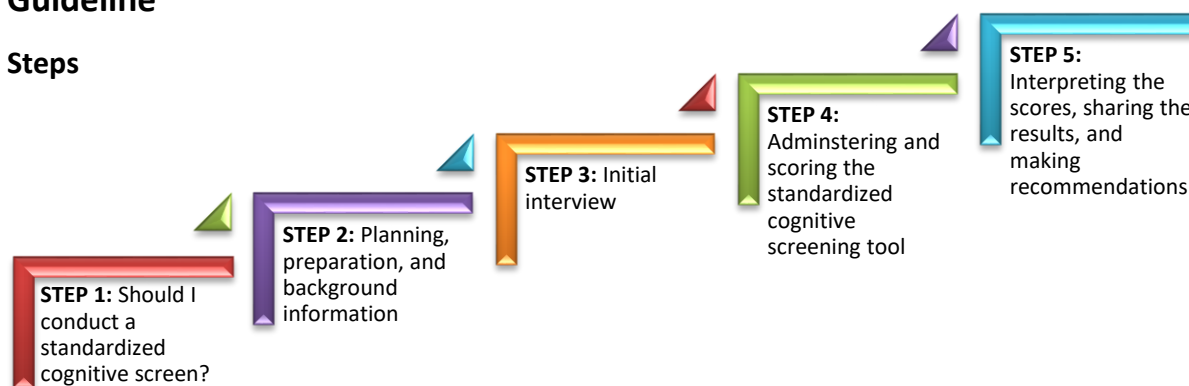 Guideline
Steps
STEP 1: Should I
conduct a
standardized
cognitive screen?
STEP 2: Planning,
preparation, and
background
information
STEP 3: Initial
interview
STEP 4:
Adminstering and
scoring the
standardized
cognitive
screening tool
STEP 5:
Interpreting the
scores, sharing the
results, and
making
recommendations